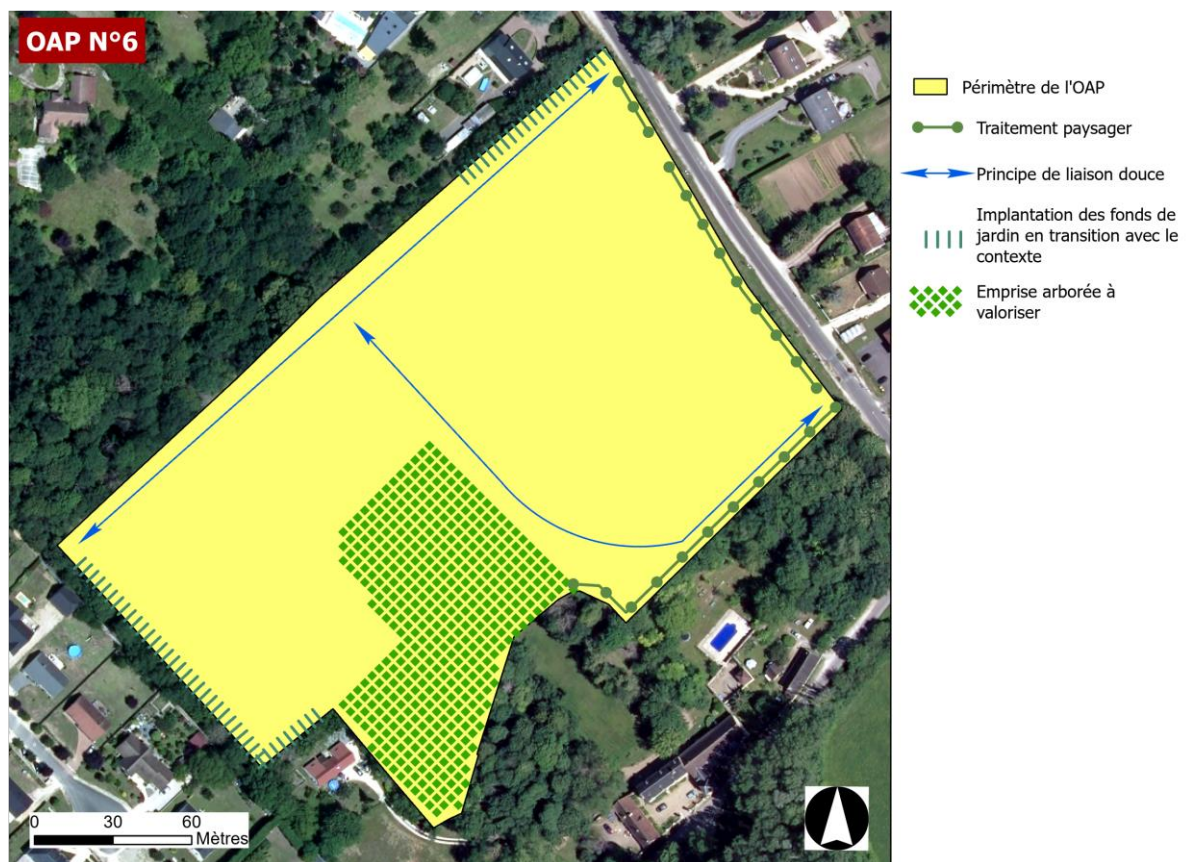 OAP N°6
Périmètre de l'OAP
Traitement paysager
Principe de liaison douce
Implantation des fonds de
jardin en transition avec le
contexte
Emprise arborée à
valoriser
0 30 60
Mètres